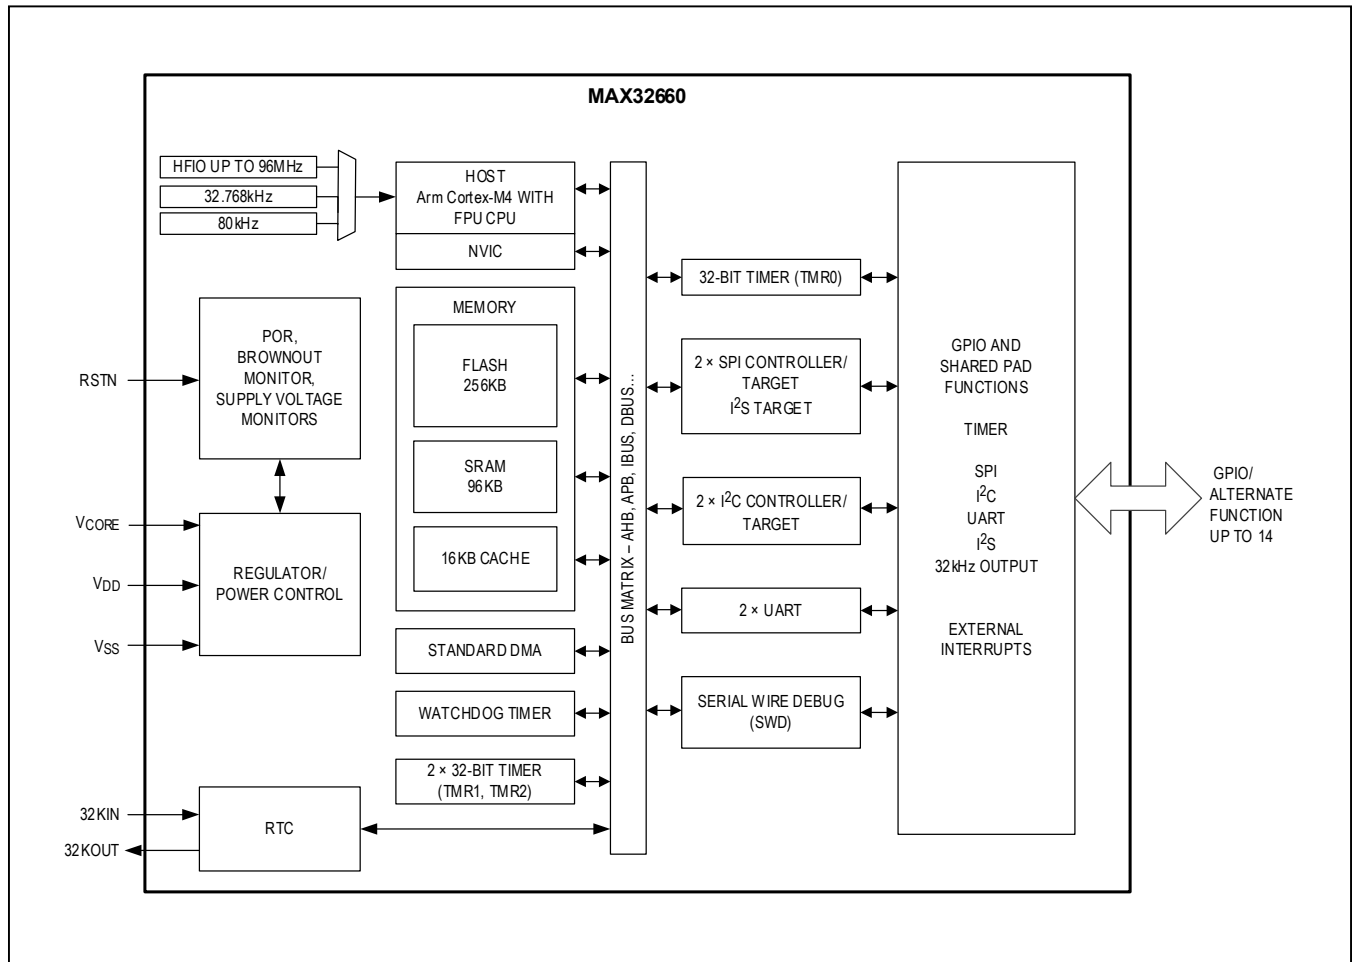 MAX32660
HFIO UP TO 96MHz
32.768kHz
80kHz
HOST
Arm Cortex-M4 WITH
FPU CPU
NVIC
MEMORY
FLASH
256KB
SRAM
96KB
16KB CACHE
STANDARD DMA
WATCHDOG TIMER
2 × 32-BIT TIMER
(TMR1, TMR2)
RSTN
POR,
BROWNOUT
MONITOR,
SUPPLY VOLTAGE
MONITORS
VCORE
VDD
VSS
REGULATOR/
POWER CONTROL
32KIN
32KOUT
RTC
BUS MATRIX – AHB, APB, IBUS, DBUS...
32-BIT TIMER (TMR0)
2 × SPI CONTROLLER/
TARGET
I²S TARGET
2 × I²C CONTROLLER/
TARGET
2 × UART
SERIAL WIRE DEBUG
(SWD)
GPIO AND
SHARED PAD
FUNCTIONS
TIMER
SPI
I²C
UART
I²S
32kHz OUTPUT
EXTERNAL
INTERRUPTS
GPIO/
ALTERNATE
FUNCTION
UP TO 14